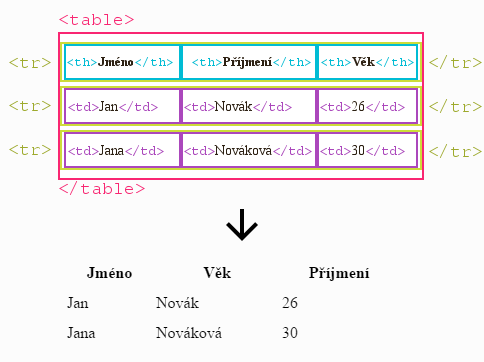 <table>
<tr> <th>Jméno</th> <th>Příjmení</th> <th>Věk</th> </tr>
<tr> <td>Jan</td> <td>Novák</td> <td>26</td> </tr>
<tr> <td>Jana</td> <td>Nováková</td> <td>30</td> </tr>
</table>
Jméno Věk Příjmení
Jan Novák 26
Jana Nováková 30